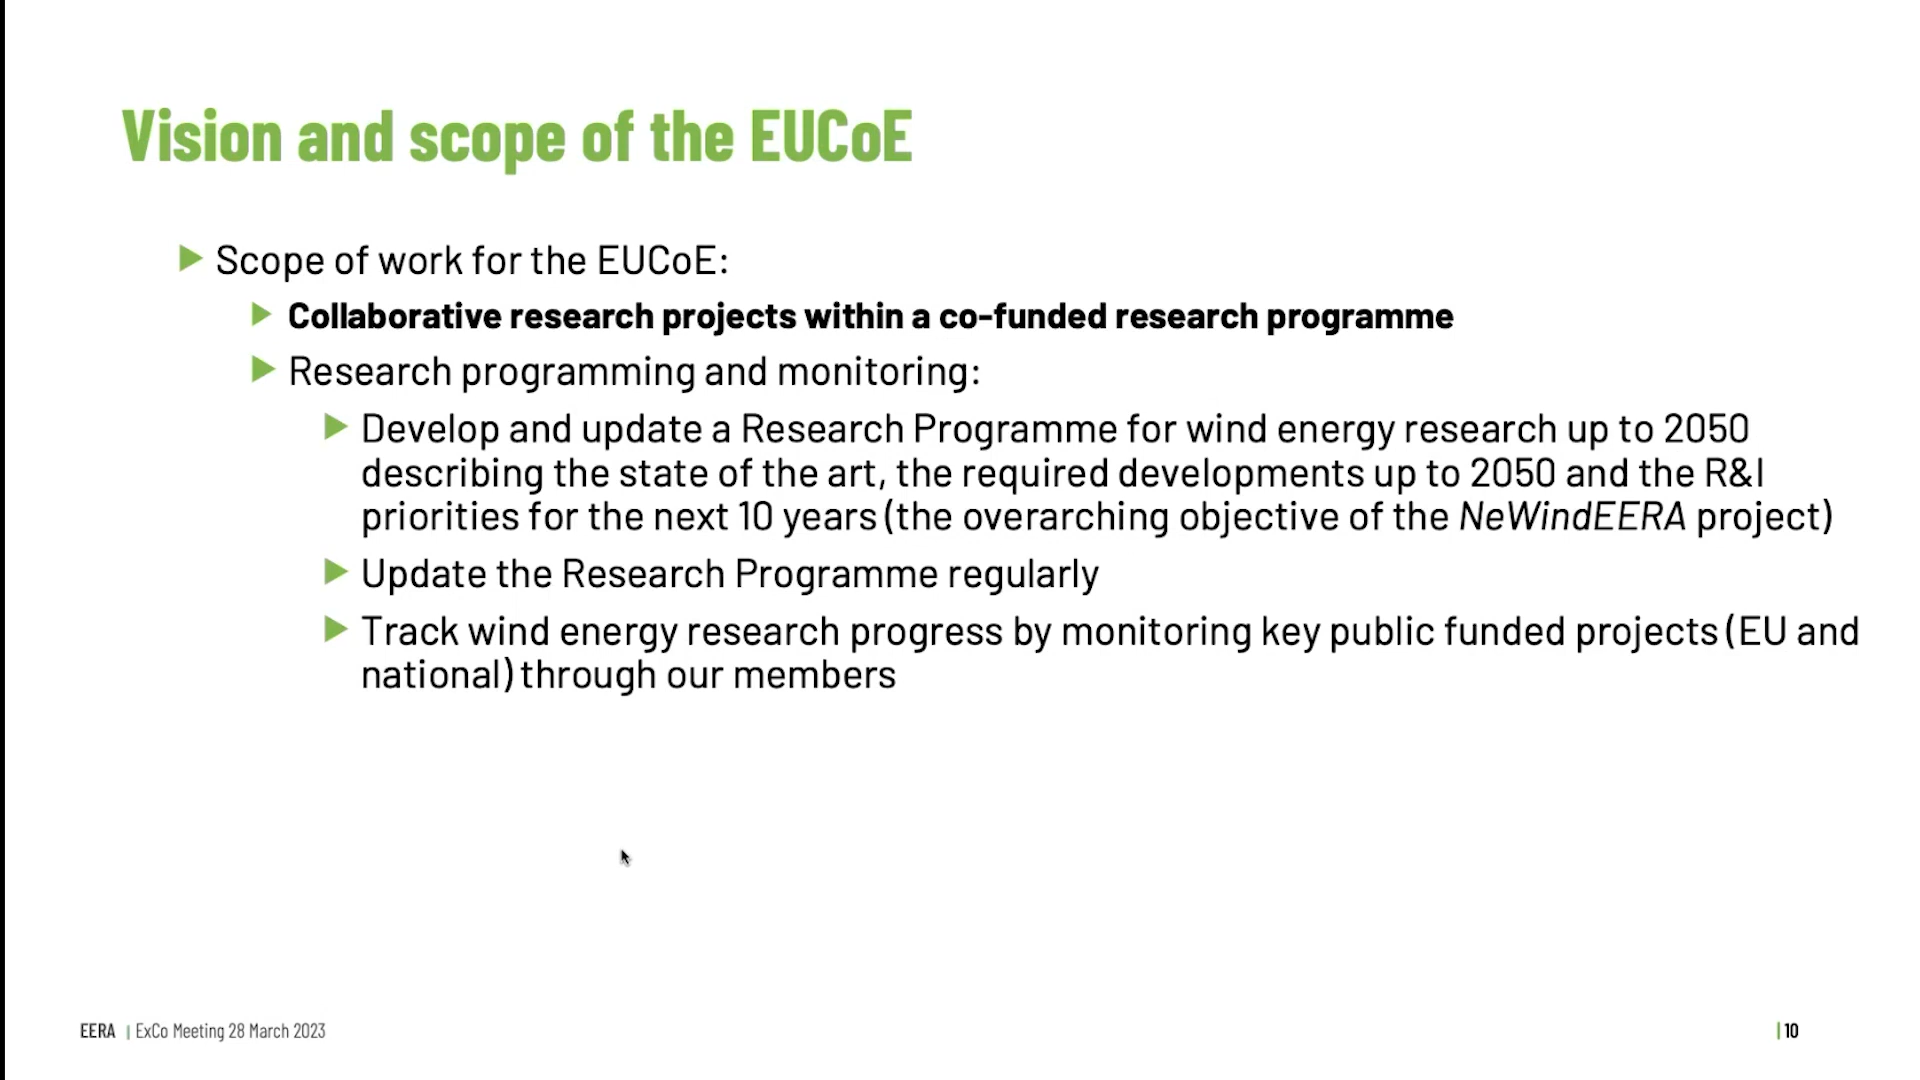 Vision and scope of the EUCoE
Scope of work for the EUCoE:
Collaborative research projects within a co-funded research programme
Research programming and monitoring:
Develop and update a Research Programme for wind energy research up to 2050
describing the state of the art, the required developments up to 2050 and the R&I
priorities for the next 10 years (the overarching objective of the NeWindEERA project)
Update the Research Programme regularly
Track wind energy research progress by monitoring key public funded projects (EU and
national) through our members
EERA | ExCo Meeting 28 March 2023
| 10